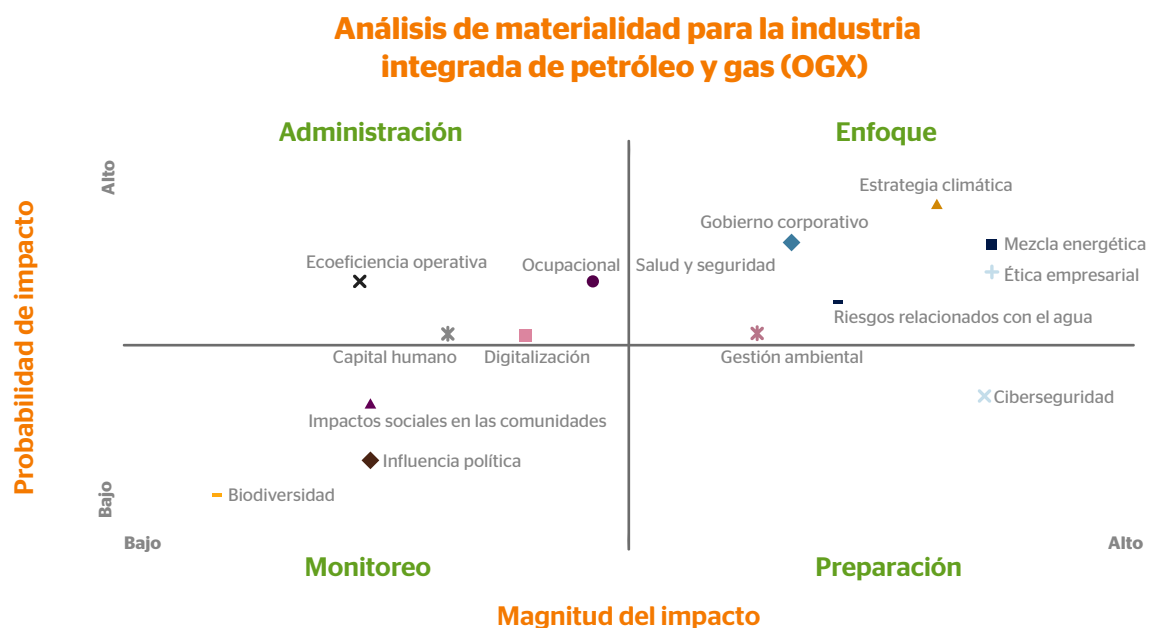 Análisis de materialidad para la industria
integrada de petróleo y gas (OGX)
Administración
Enfoque
Probabilidad de impacto
Alto
Estrategia climática
Gobierno corporativo
Mezcla energética
Ecoeficiencia operativa
Ocupacional Salud y seguridad
Ética empresarial
Riesgos relacionados con el agua
Capital humano
Digitalización
Gestión ambiental
Ciberseguridad
Impactos sociales en las comunidades
Influencia política
Biodiversidad
Bajo
Bajo
Alto
Monitoreo
Preparación
Magnitud del impacto